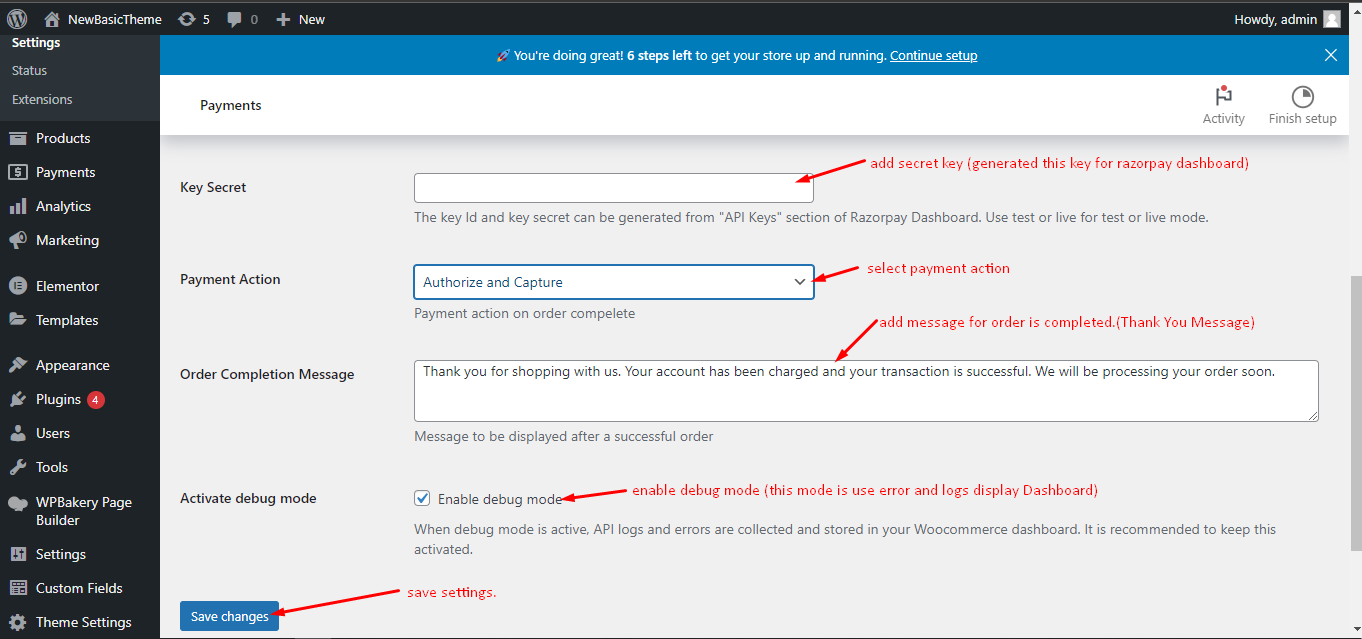 NewBasicTheme 5 0 New Howdy, admin
Settings
Status
Extensions
Products
Payments
Analytics
Marketing
Elementor
Templates
Appearance
Plugins 4
Users
Tools
WPBakery Page
Builder
Settings
Custom Fields
Theme Settings
🚀 You're doing great! 6 steps left to get your store up and running. Continue setup
Payments
Activity
Finish setup
add secret key (generated this key for razorpay dashboard)
Key Secret
The key Id and key secret can be generated from "API Keys" section of Razorpay Dashboard. Use test or live for test or live mode.
select payment action
Payment Action
Authorize and Capture
Payment action on order compelete
add message for order is completed.(Thank You Message)
Order Completion Message
Thank you for shopping with us. Your account has been charged and your transaction is successful. We will be processing your order soon.
Message to be displayed after a successful order
enable debug mode (this mode is use error and logs display Dashboard)
Activate debug mode
Enable debug mode
When debug mode is active, API logs and errors are collected and stored in your Woocommerce dashboard. It is recommended to keep this
activated.
save settings.
Save changes